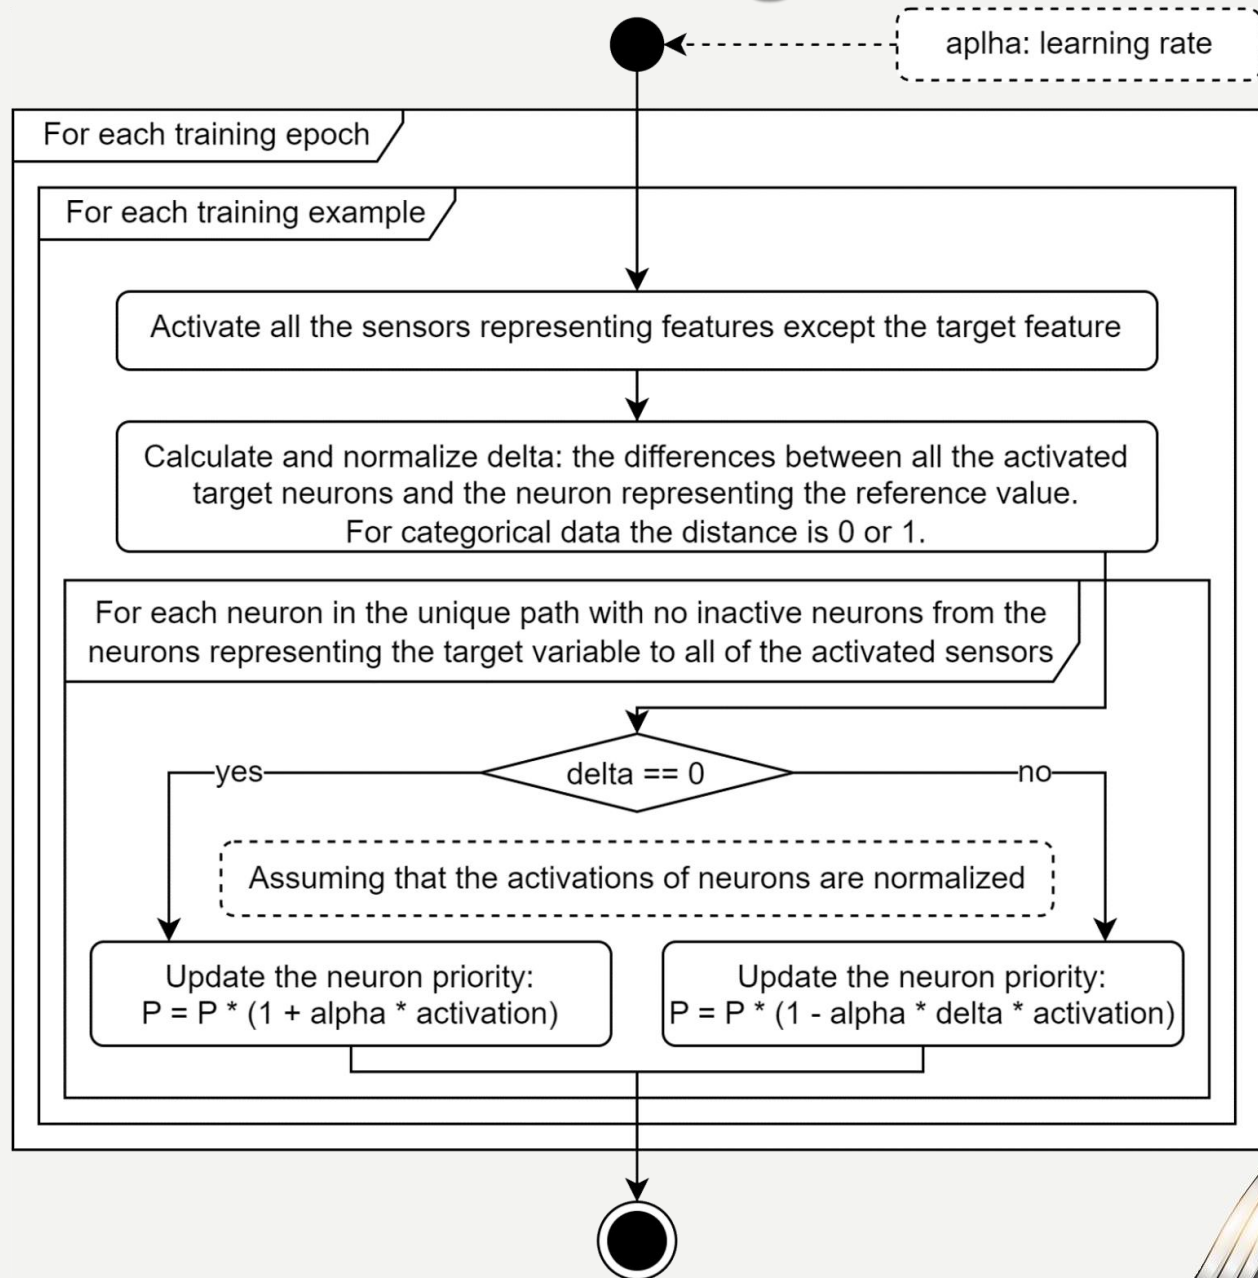 aplha: learning rate
For each training epoch
For each training example
Activate all the sensors representing features except the target feature
Calculate and normalize delta: the differences between all the activated
target neurons and the neuron representing the reference value.
For categorical data the distance is 0 or 1.
For each neuron in the unique path with no inactive neurons from the
neurons representing the target variable to all of the activated sensors
delta == 0
yes
no
Assuming that the activations of neurons are normalized
Update the neuron priority:
P = P * (1 + alpha * activation)
Update the neuron priority:
P = P * (1 - alpha * delta * activation)